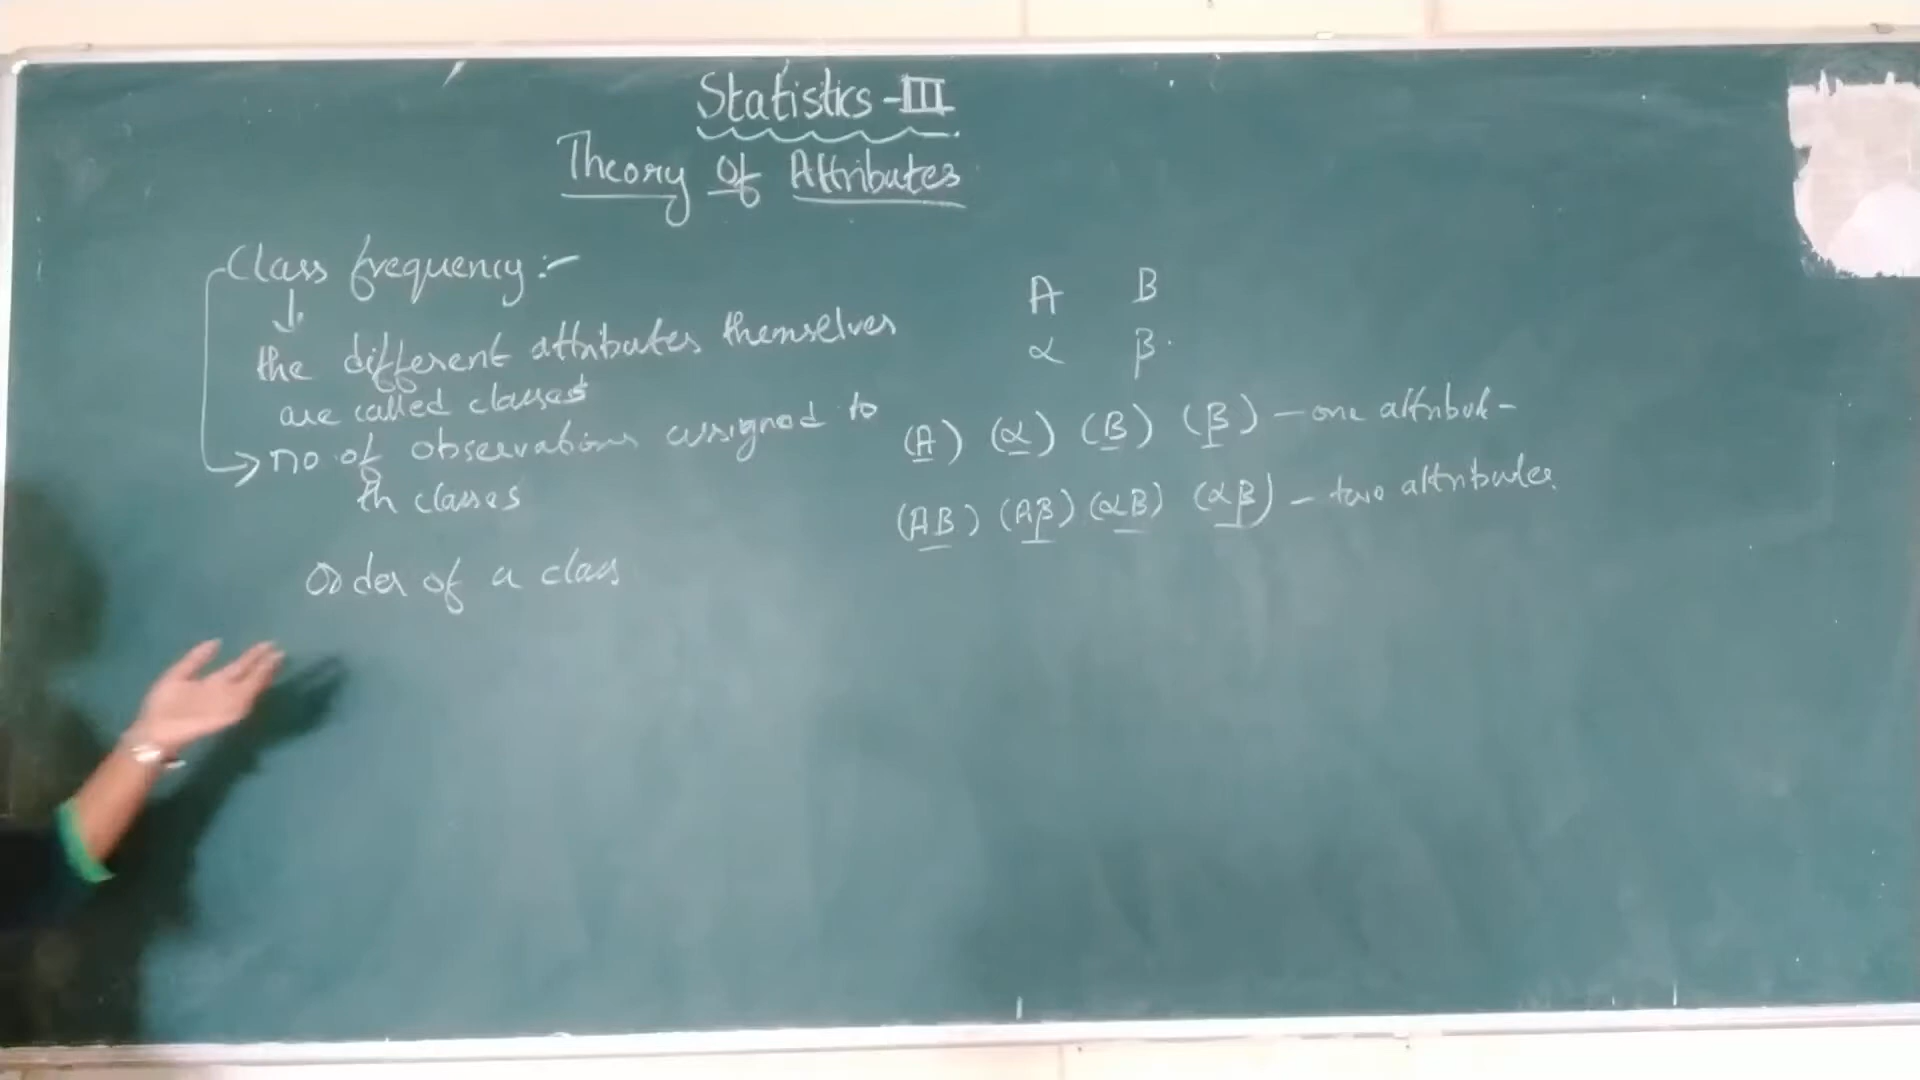 Statistics-III
Theory of Attributes
Class frequency:-
the different attributes themselves
are called classes
no of observations assigned to
th classes
Order of a class
A B
α β
(A) (α) (B) (β) - one attribut-
(AB) (Aβ) (αB) (αβ) - two attributes